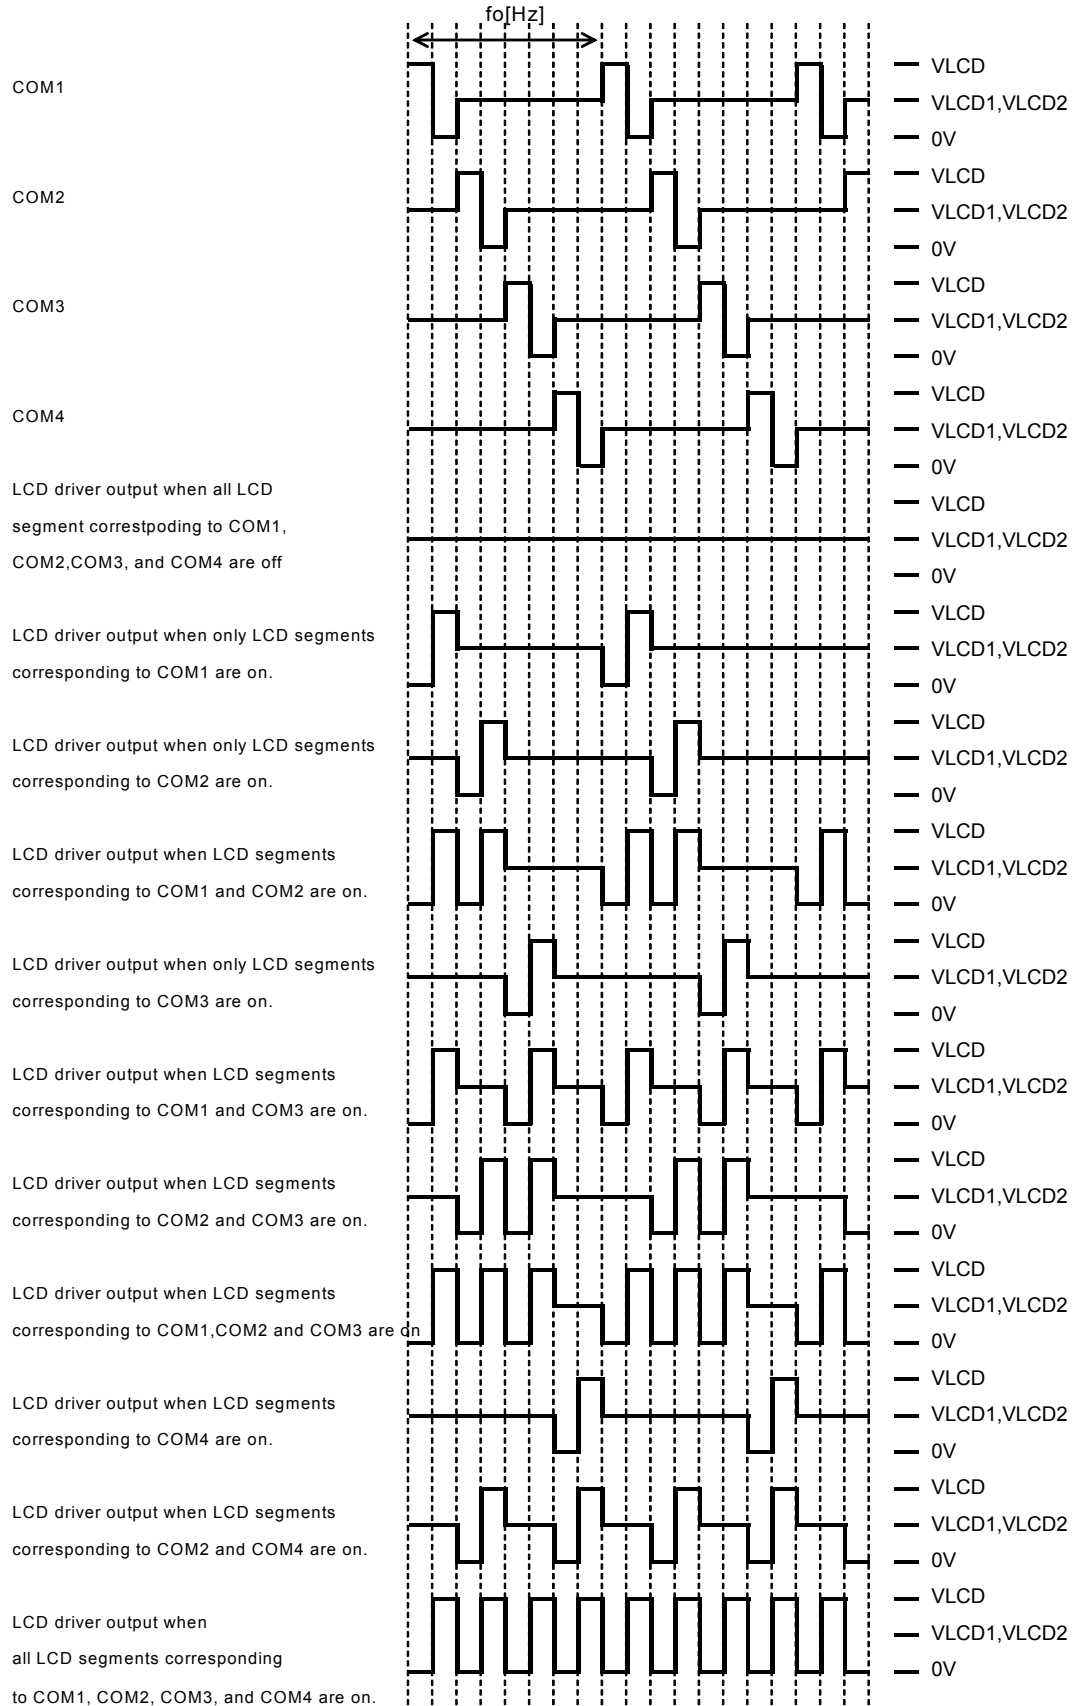 fo[Hz]
COM1
VLCD
VLCD1,VLCD2
0V
COM2
VLCD
VLCD1,VLCD2
0V
COM3
VLCD
VLCD1,VLCD2
0V
COM4
VLCD
VLCD1,VLCD2
0V
LCD driver output when all LCD
segment correstpoding to COM1,
COM2,COM3, and COM4 are off
VLCD
VLCD1,VLCD2
0V
LCD driver output when only LCD segments
corresponding to COM1 are on.
VLCD
VLCD1,VLCD2
0V
LCD driver output when only LCD segments
corresponding to COM2 are on.
VLCD
VLCD1,VLCD2
0V
LCD driver output when LCD segments
corresponding to COM1 and COM2 are on.
VLCD
VLCD1,VLCD2
0V
LCD driver output when only LCD segments
corresponding to COM3 are on.
VLCD
VLCD1,VLCD2
0V
LCD driver output when LCD segments
corresponding to COM1 and COM3 are on.
VLCD
VLCD1,VLCD2
0V
LCD driver output when LCD segments
corresponding to COM2 and COM3 are on.
VLCD
VLCD1,VLCD2
0V
LCD driver output when LCD segments
corresponding to COM1,COM2 and COM3 are on
VLCD
VLCD1,VLCD2
0V
LCD driver output when LCD segments
corresponding to COM4 are on.
VLCD
VLCD1,VLCD2
0V
LCD driver output when LCD segments
corresponding to COM2 and COM4 are on.
VLCD
VLCD1,VLCD2
0V
LCD driver output when
all LCD segments corresponding
to COM1, COM2, COM3, and COM4 are on.
VLCD
VLCD1,VLCD2
0V